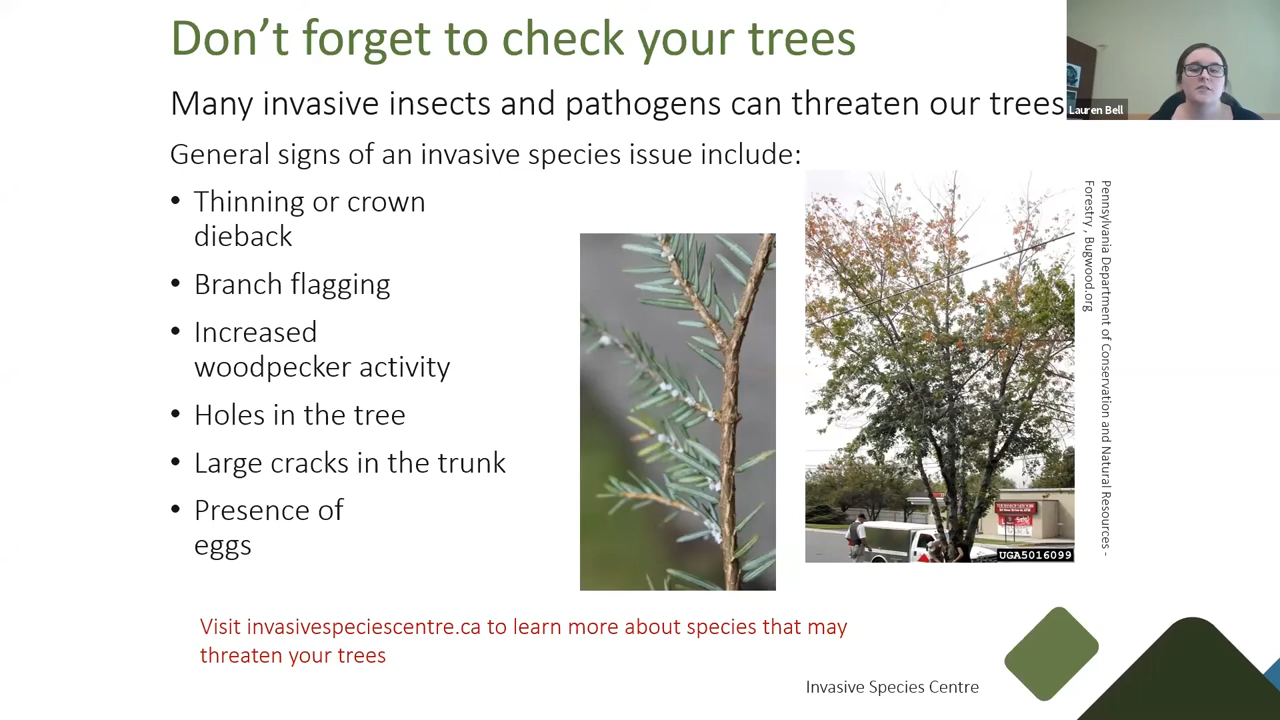 Don't forget to check your trees
Many invasive insects and pathogens can threaten our trees
Lauren Bell
General signs of an invasive species issue include:
• Thinning or crown
dieback
• Branch flagging
• Increased
woodpecker activity
• Holes in the tree
• Large cracks in the trunk
• Presence of
eggs
Pennsylvania Department of Conservation and Natural Resources -
Forestry , Bugwood.org
UGA5016099
Visit invasivespeciescentre.ca to learn more about species that may
threaten your trees
Invasive Species Centre